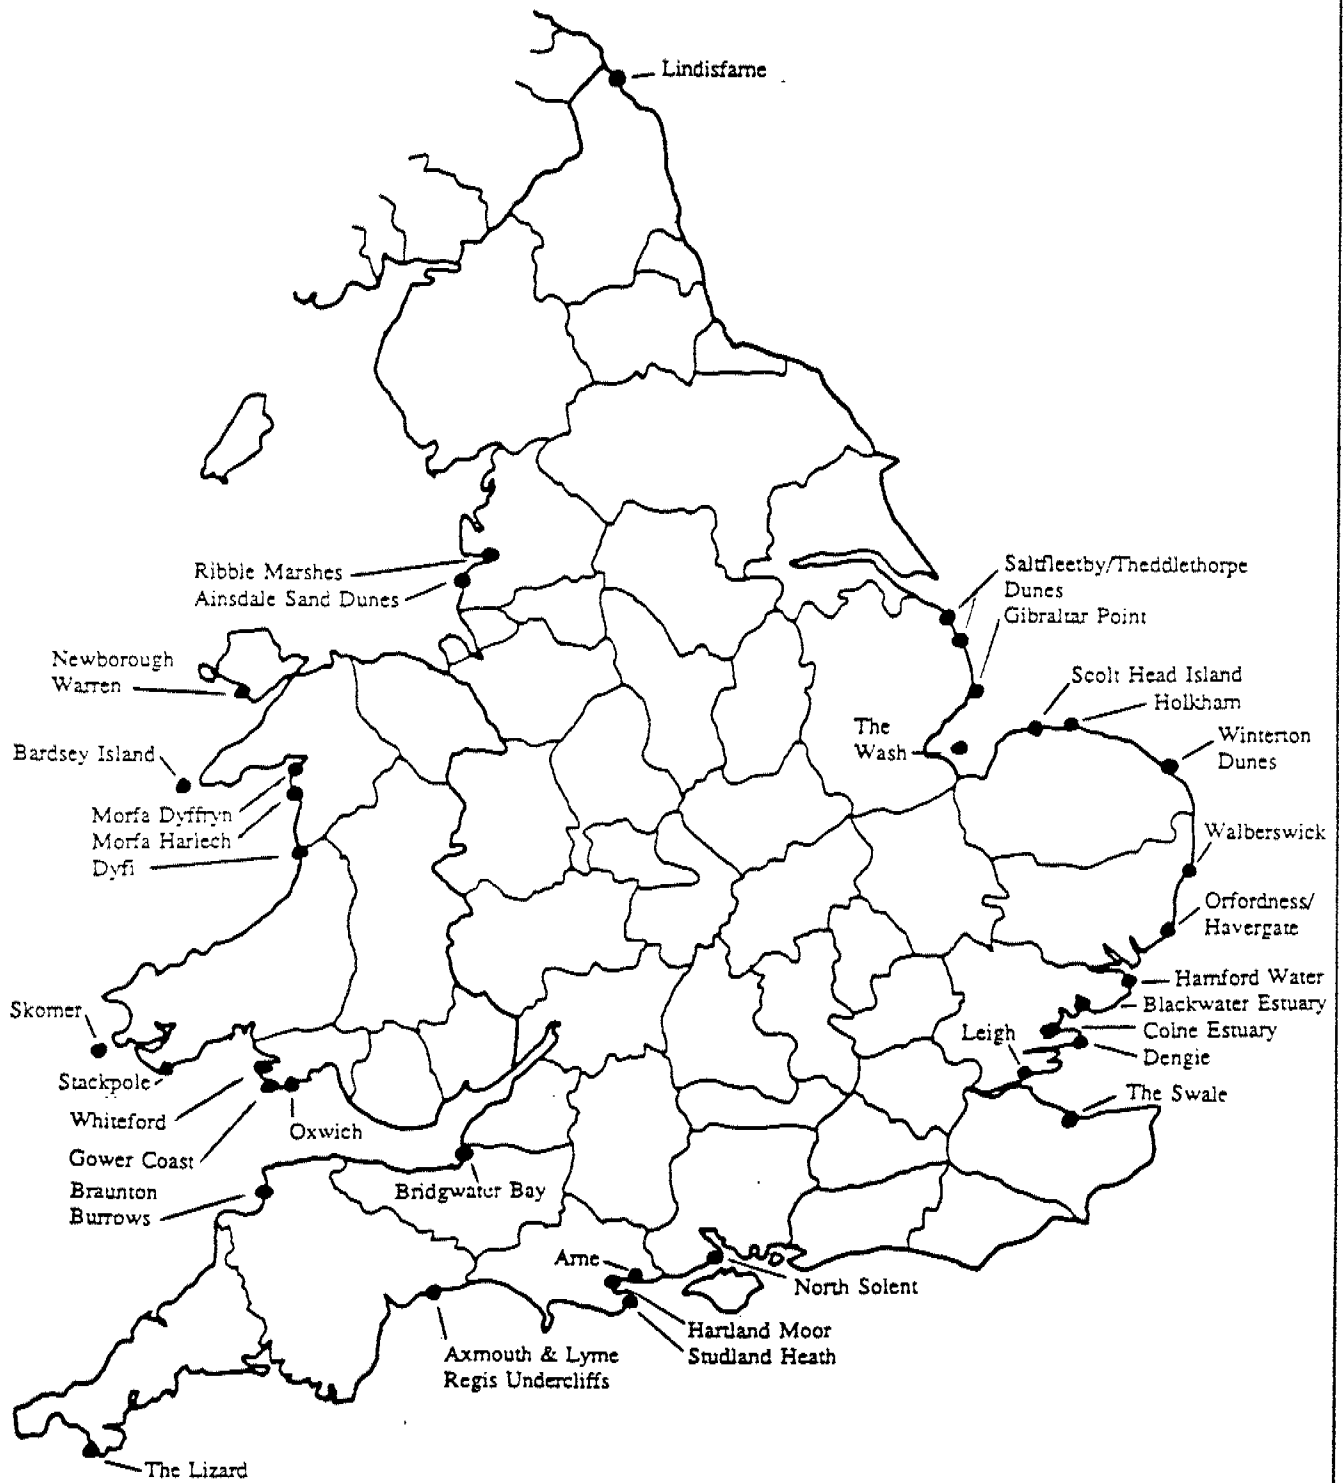 Lindisfarne
Ribble Marshes
Ainsdale Sand Dunes
Saltfleetby/Theddlethorpe
Dunes
Gibraltar Point
Newborough
Warren
Scolt Head Island
Holkham
The
Wash
Winterton
Dunes
Bardsey Island
Morfa Dyffryn
Morfa Harlech
Dyfi
Walberswick
Orfordness/
Havergate
Hamford Water
Blackwater Estuary
Colne Estuary
Dengie
Leigh
The Swale
Skomer
Stackpole
Whiteford
Oxwich
Gower Coast
Braunton
Burrows
Bridgwater Bay
Arne
North Solent
Hartland Moor
Studland Heath
Axmouth & Lyme
Regis Undercliffs
The Lizard